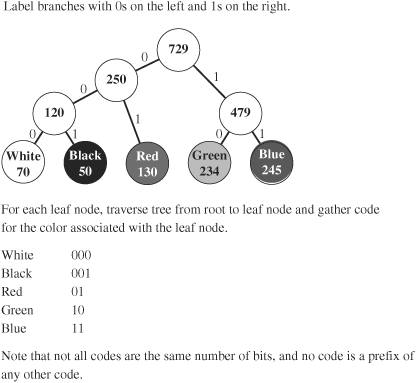 Label branches with 0s on the left and 1s on the right.
729
0
1
250
0
1
120
479
0
1
0
1
White
70
Black
50
Red
130
Green
234
Blue
245
For each leaf node, traverse tree from root to leaf node and gather code
for the color associated with the leaf node.
White 000
Black 001
Red 01
Green 10
Blue 11
Note that not all codes are the same number of bits, and no code is a prefix of
any other code.